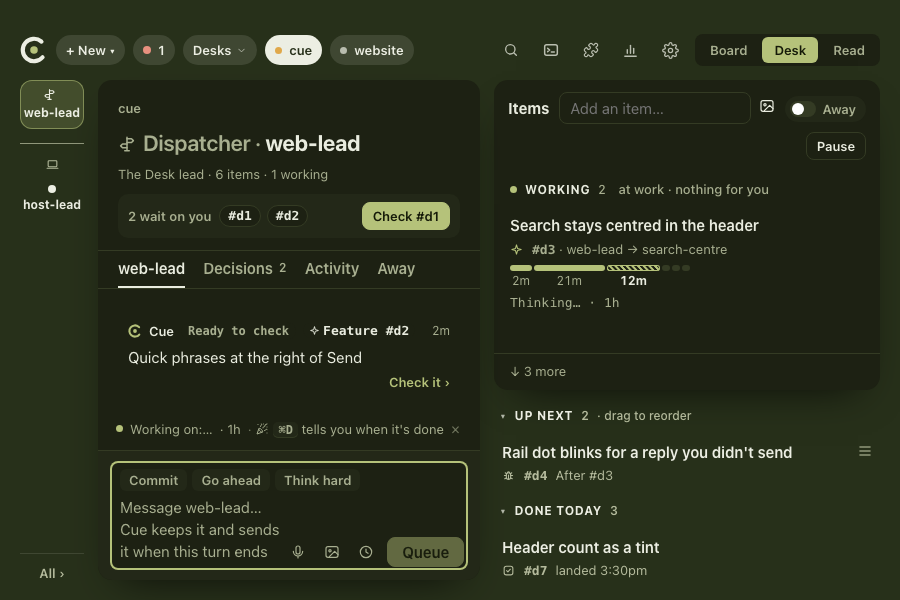 + New
1
Desks
cue
website
Board
Desk
Read
web-lead
host-lead
All ›
cue
Dispatcher · web-lead
The Desk lead · 6 items · 1 working
2 wait on you #d1 #d2 Check #d1
web-lead Decisions 2 Activity Away
Cue Ready to check Feature #d2 2m
Quick phrases at the right of Send
Check it ›
Working on:… · 1h · ⌘D tells you when it's done ×
Commit Go ahead Think hard
Message web-lead...
Cue keeps it and sends
it when this turn ends
Queue
Items Add an item... Away
Pause
WORKING 2 at work · nothing for you
Search stays centred in the header
#d3 · web-lead → search-centre
2m 21m 12m
Thinking… · 1h
↓ 3 more
UP NEXT 2 · drag to reorder
Rail dot blinks for a reply you didn't send
#d4 After #d3
DONE TODAY 3
Header count as a tint
#d7 landed 3:30pm